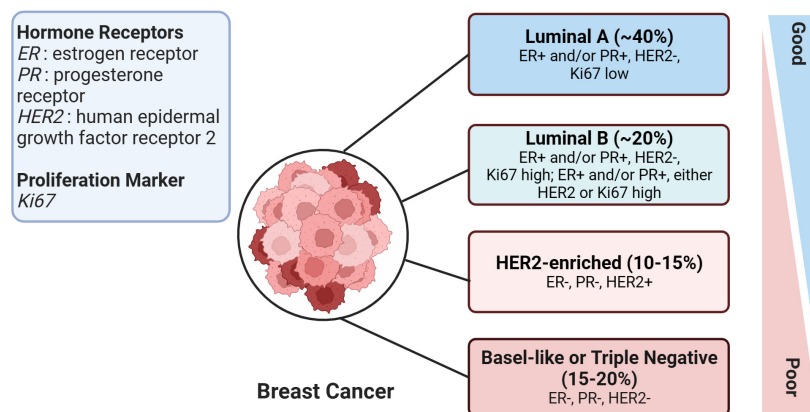 Hormone Receptors
ER : estrogen receptor
PR : progesterone
receptor
HER2 : human epidermal
growth factor receptor 2
Proliferation Marker
Ki67
Breast Cancer
Luminal A (~40%)
ER+ and/or PR+, HER2-,
Ki67 low
Luminal B (~20%)
ER+ and/or PR+, HER2-,
Ki67 high; ER+ and/or PR+, either
HER2 or Ki67 high
HER2-enriched (10-15%)
ER-, PR-, HER2+
Basel-like or Triple Negative
(15-20%)
ER-, PR-, HER2-
Good
Poor